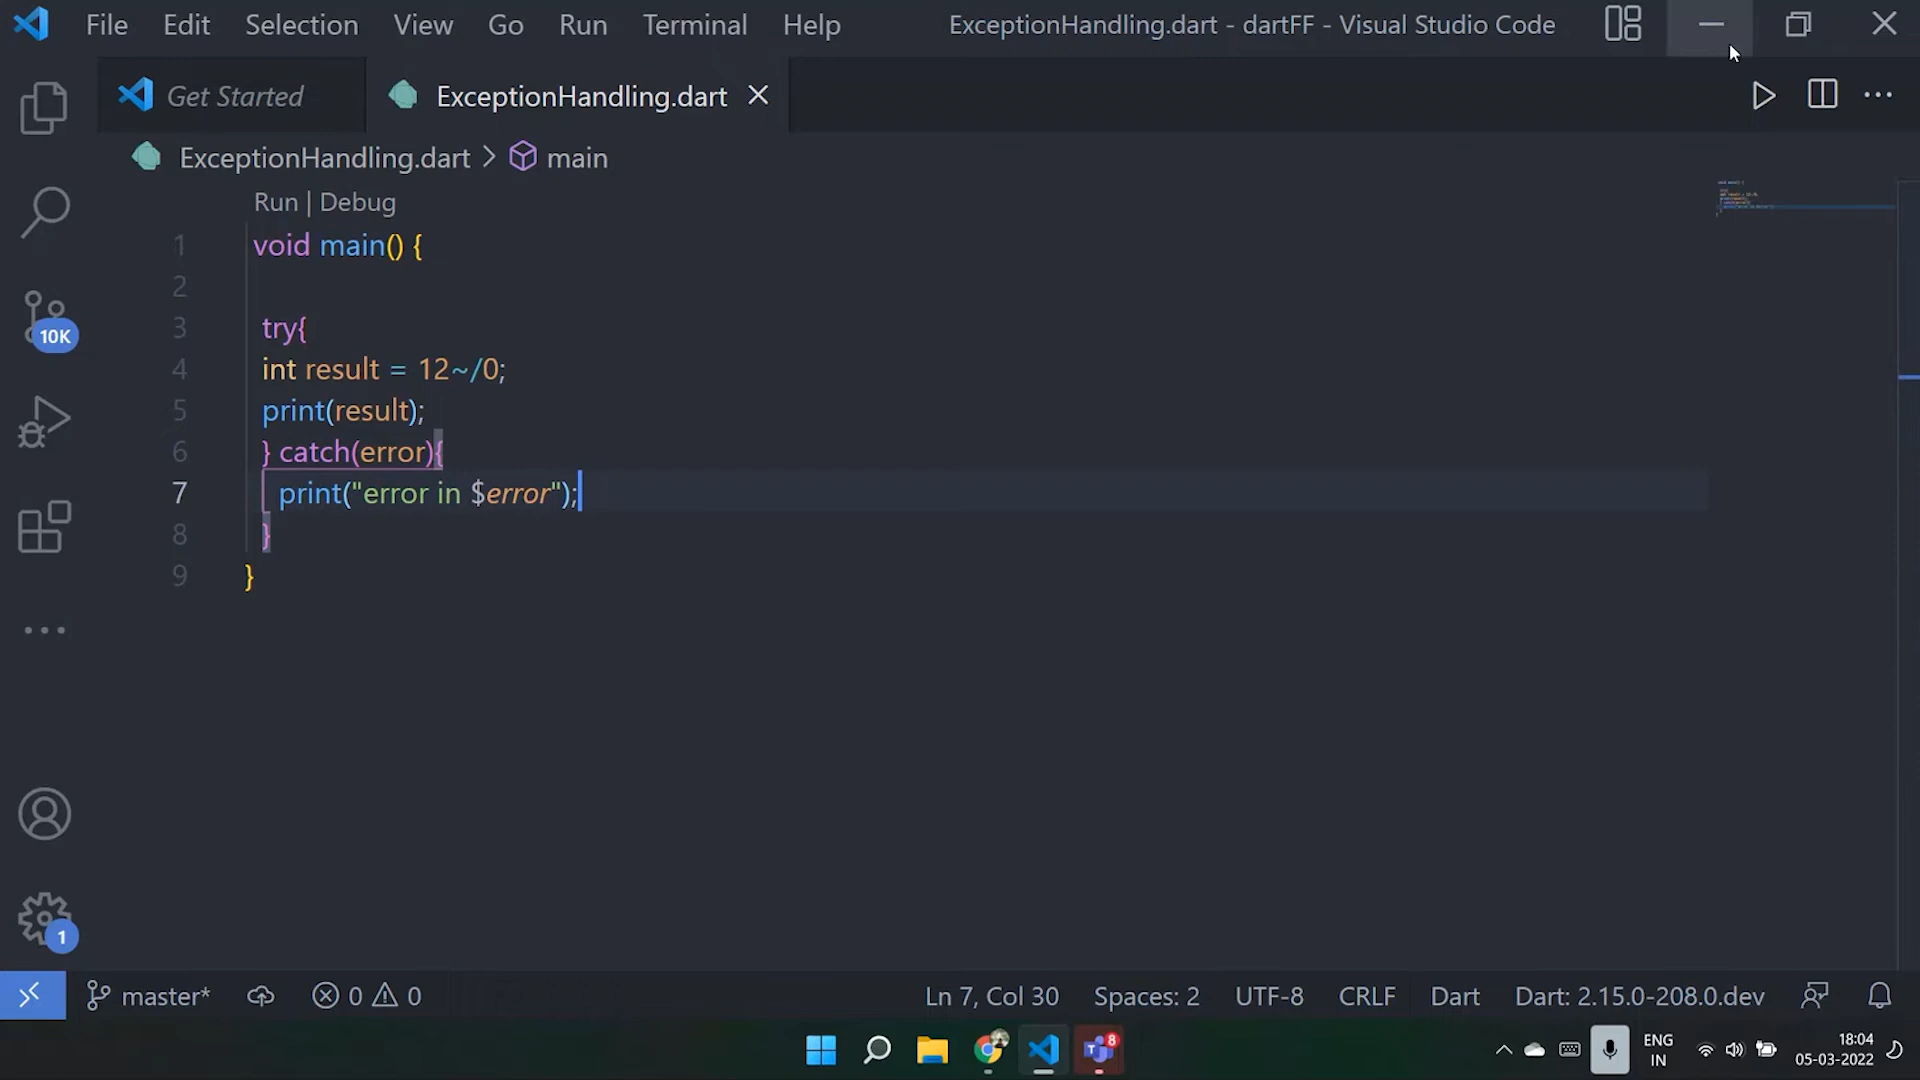 File Edit Selection View Go Run Terminal Help ExceptionHandling.dart - dartFF - Visual Studio Code
Get Started ExceptionHandling.dart
ExceptionHandling.dart > main
Run | Debug
1 void main() {
2
3 try{
4 int result = 12~/0;
5 print(result);
6 } catch(error){
7 print("error in $error");
8 }
9 }
10K
1
master* 0 0 Ln 7, Col 30 Spaces: 2 UTF-8 CRLF Dart Dart: 2.15.0-208.0.dev
8
ENG
IN
18:04
05-03-2022